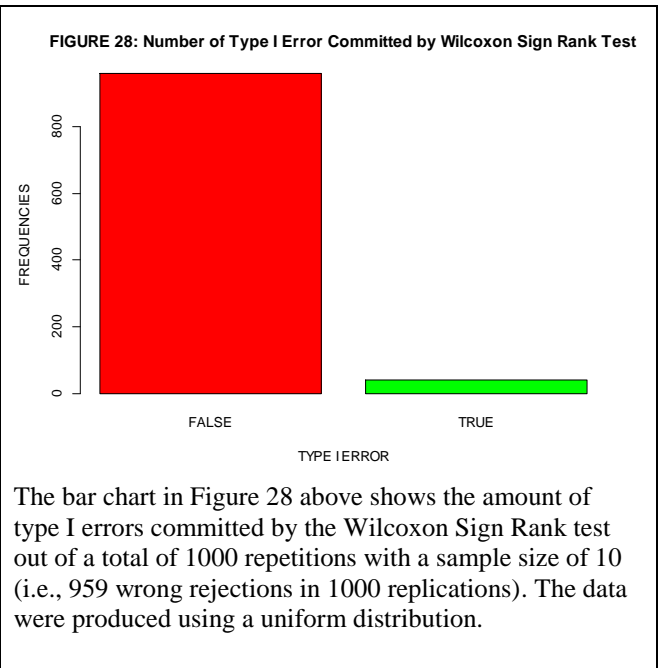 FIGURE 28: Number of Type I Error Committed by Wilcoxon Sign Rank Test
800
600
400
200
0
FREQUENCIES
FALSE
TRUE
TYPE I ERROR
The bar chart in Figure 28 above shows the amount of
type I errors committed by the Wilcoxon Sign Rank test
out of a total of 1000 repetitions with a sample size of 10
(i.e., 959 wrong rejections in 1000 replications). The data
were produced using a uniform distribution.